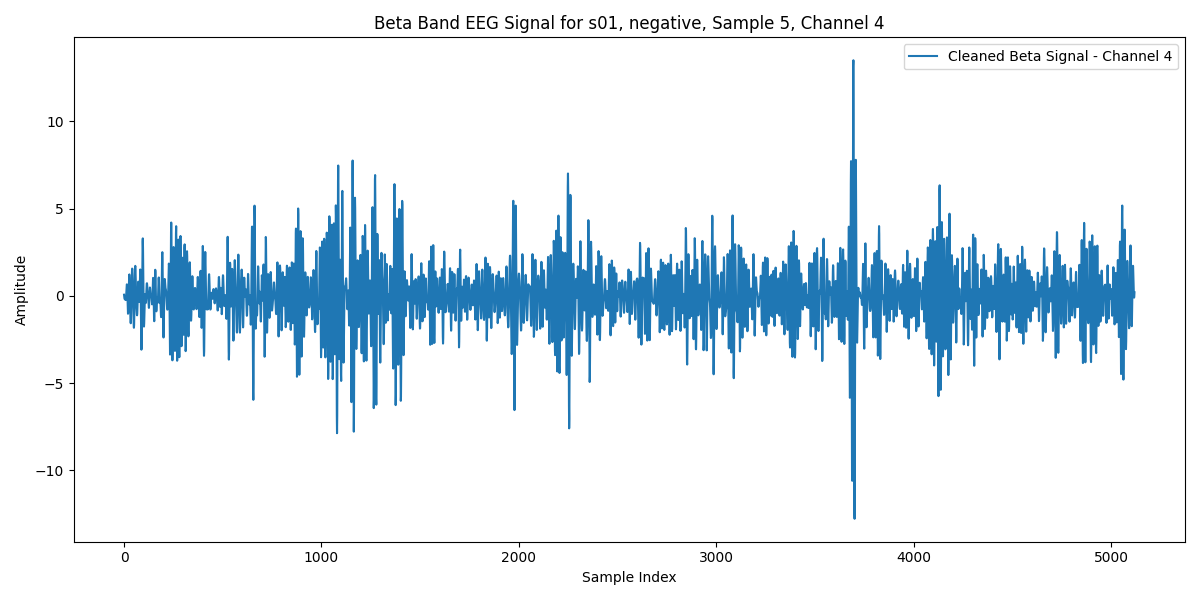 Beta Band EEG Signal for s01, negative, Sample 5, Channel 4
Cleaned Beta Signal - Channel 4
Amplitude
10
5
0
−5
−10
0 1000 2000 3000 4000 5000
Sample Index